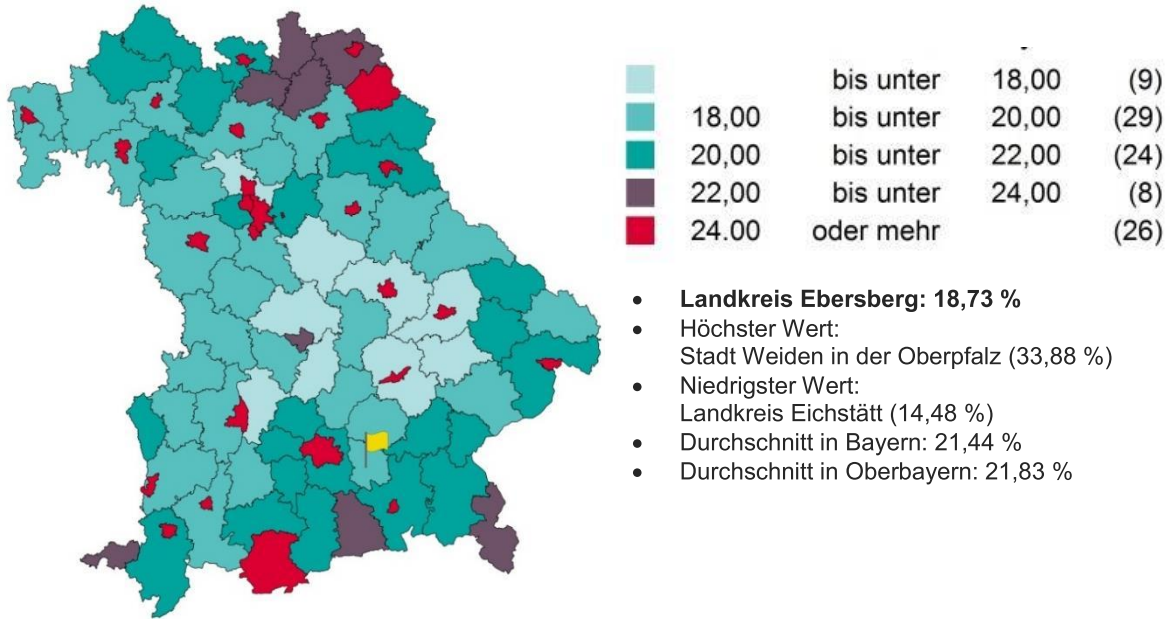 bis unter 18,00 (9)
18,00 bis unter 20,00 (29)
20,00 bis unter 22,00 (24)
22,00 bis unter 24,00 (8)
24.00 oder mehr (26)
• Landkreis Ebersberg: 18,73 %
• Höchster Wert:
Stadt Weiden in der Oberpfalz (33,88 %)
• Niedrigster Wert:
Landkreis Eichstätt (14,48 %)
• Durchschnitt in Bayern: 21,44 %
• Durchschnitt in Oberbayern: 21,83 %